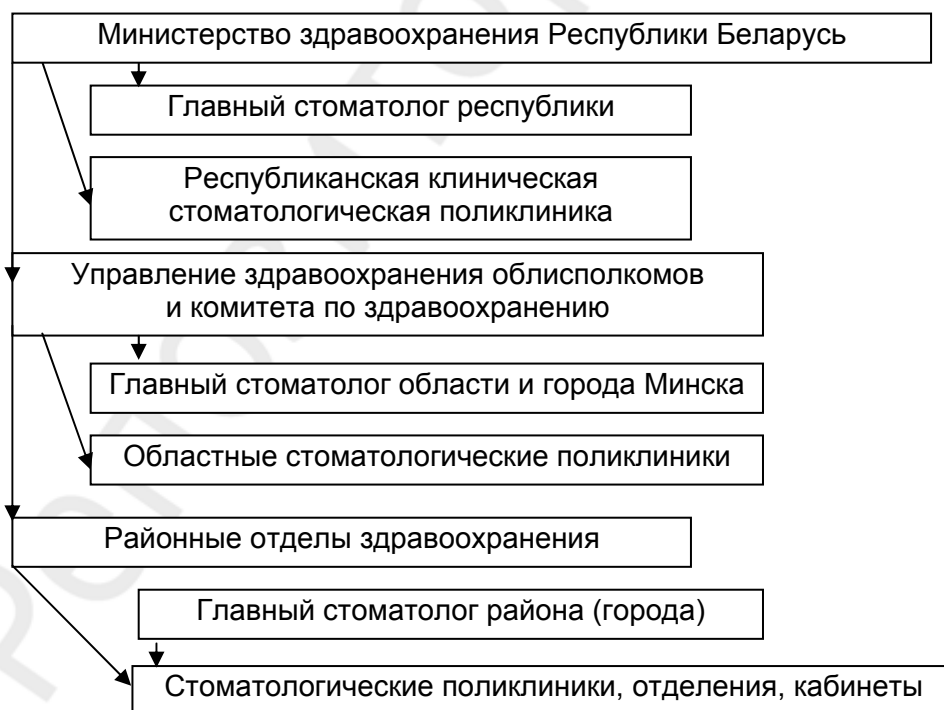 Министерство здравоохранения Республики Беларусь
Главный стоматолог республики
Республиканская клиническая
стоматологическая поликлиника
Управление здравоохранения облисполкомов
и комитета по здравоохранению
Главный стоматолог области и города Минска
Областные стоматологические поликлиники
Районные отделы здравоохранения
Главный стоматолог района (города)
Стоматологические поликлиники, отделения, кабинеты